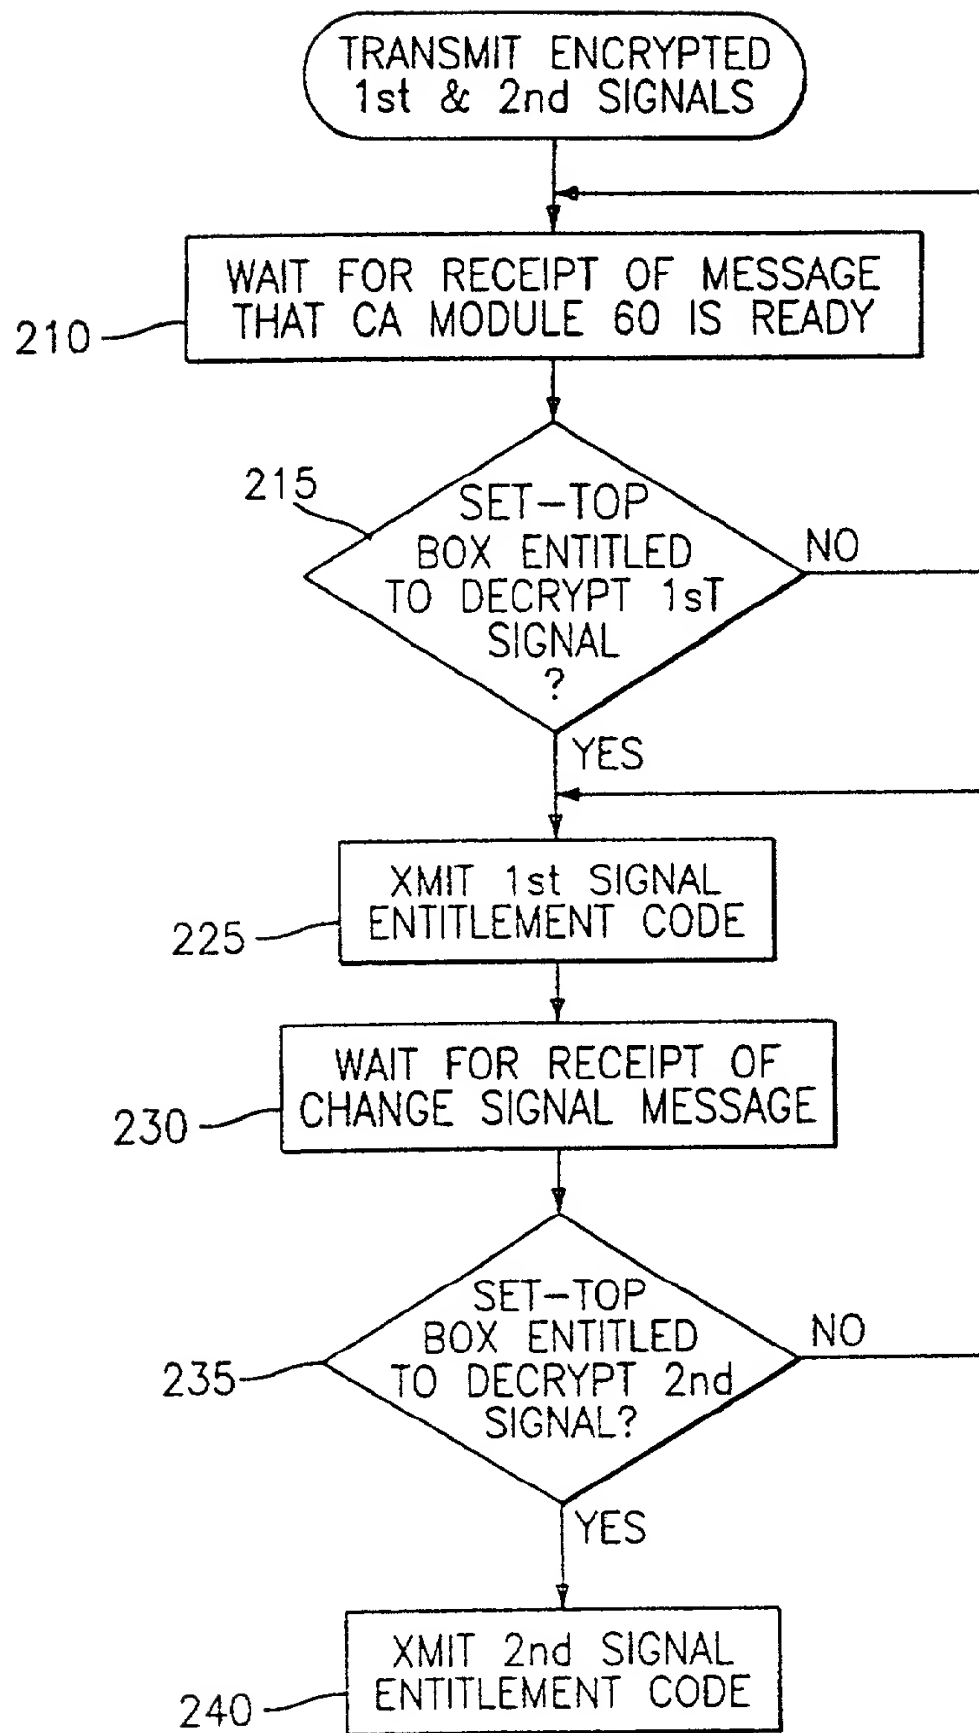 TRANSMIT ENCRYPTED
1st & 2nd SIGNALS
WAIT FOR RECEIPT OF MESSAGE
THAT CA MODULE 60 IS READY
210
215
SET-TOP
BOX ENTITLED
TO DECRYPT 1sT
SIGNAL
?
NO
YES
XMIT 1st SIGNAL
ENTITLEMENT CODE
225
WAIT FOR RECEIPT OF
CHANGE SIGNAL MESSAGE
230
SET-TOP
BOX ENTITLED
TO DECRYPT 2nd
SIGNAL?
NO
235
YES
XMIT 2nd SIGNAL
ENTITLEMENT CODE
240